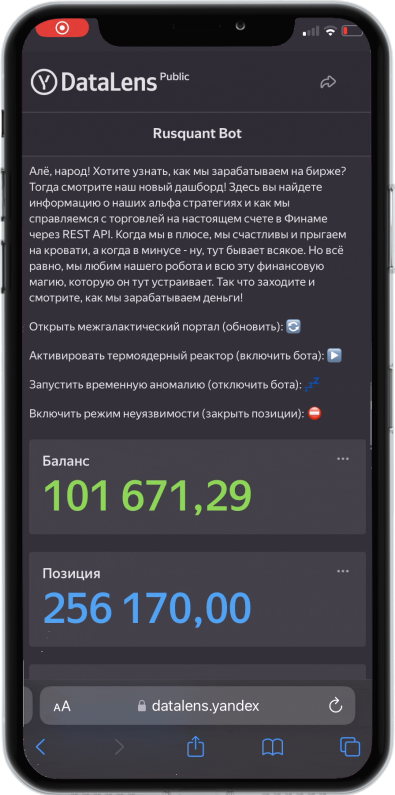 DataLens Public
Rusquant Bot
Алё, народ! Хотите узнать, как мы зарабатываем на бирже?
Тогда смотрите наш новый дашборд! Здесь вы найдете
информацию о наших альфа стратегиях и как мы
справляемся с торговлей на настоящем счете в Финаме
через REST API. Когда мы в плюсе, мы счастливы и прыгаем
на кровати, а когда в минусе - ну, тут бывает всякое. Но всё
равно, мы любим нашего робота и всю эту финансовую
магию, которую он тут устраивает. Так что заходите и
смотрите, как мы зарабатываем деньги!
Открыть межгалактический портал (обновить):
Активировать термоядерный реактор (включить бота):
Запустить временную аномалию (отключить бота): 💤
Включить режим неуязвимости (закрыть позиции):
Баланс
101 671,29
Позиция
256 170,00
AA datalens.yandex